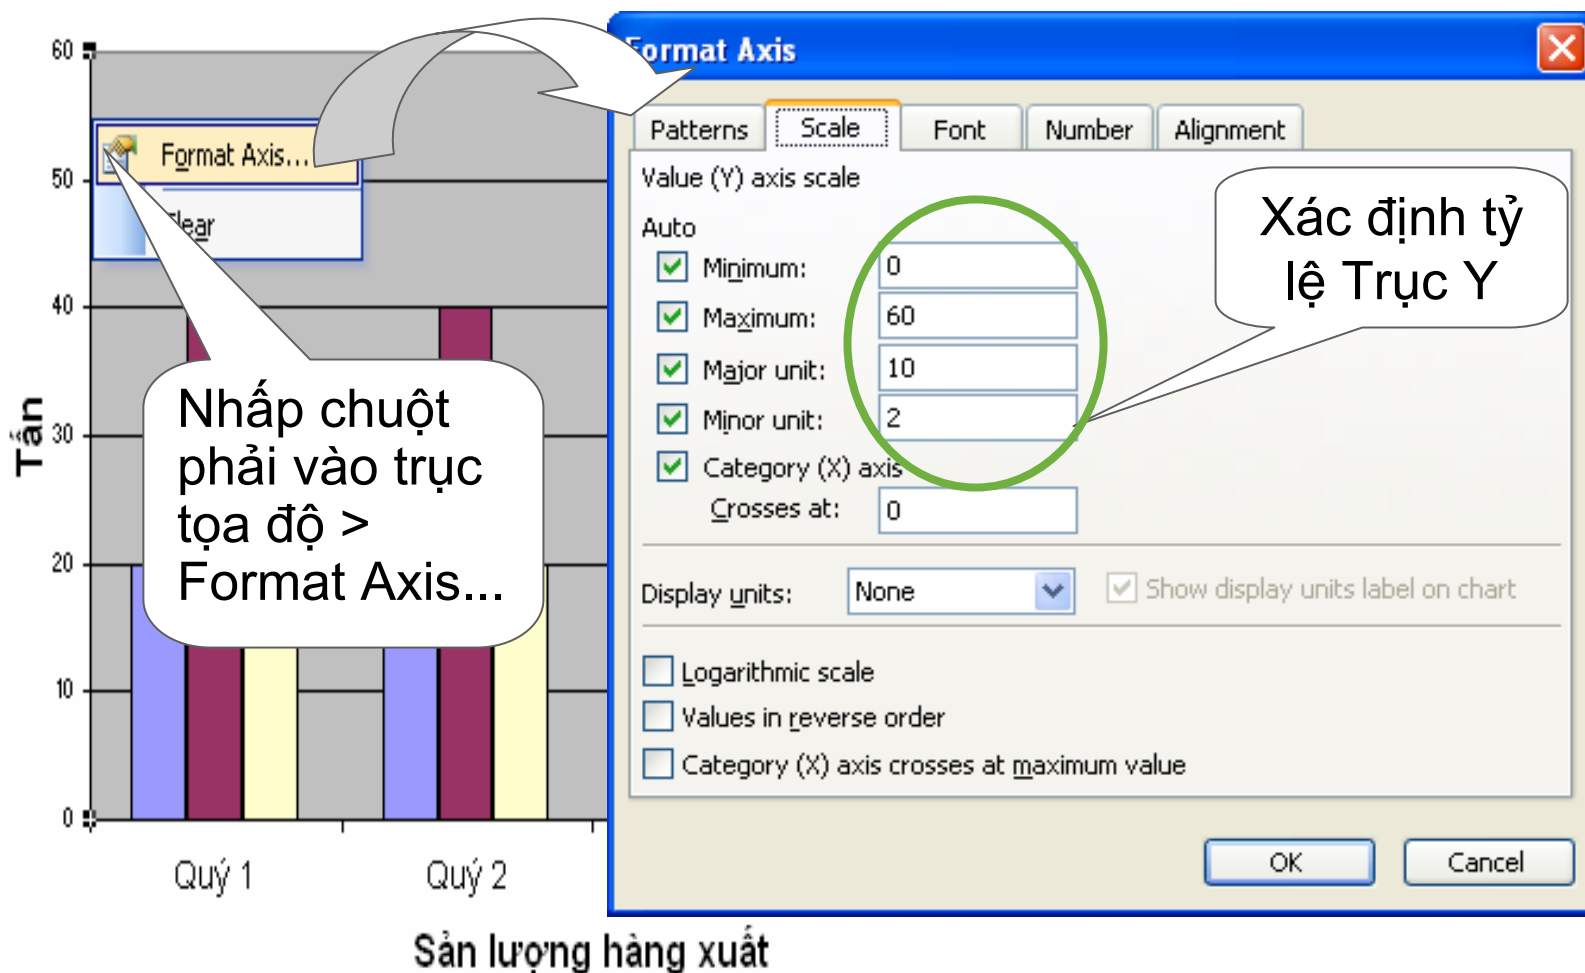 60
50
40
30
20
10
0
Tấn
Format Axis...
Clear
Nhấp chuột
phải vào trục
tọa độ >
Format Axis...
Quý 1
Quý 2
Sản lượng hàng xuất
Format Axis
Patterns
Scale
Font
Number
Alignment
Value (Y) axis scale
Auto
Minimum: 0
Maximum: 60
Major unit: 10
Minor unit: 2
Category (X) axis
Crosses at: 0
Xác định tỷ
lệ Trục Y
Display units: None
Show display units label on chart
Logarithmic scale
Values in reverse order
Category (X) axis crosses at maximum value
OK
Cancel